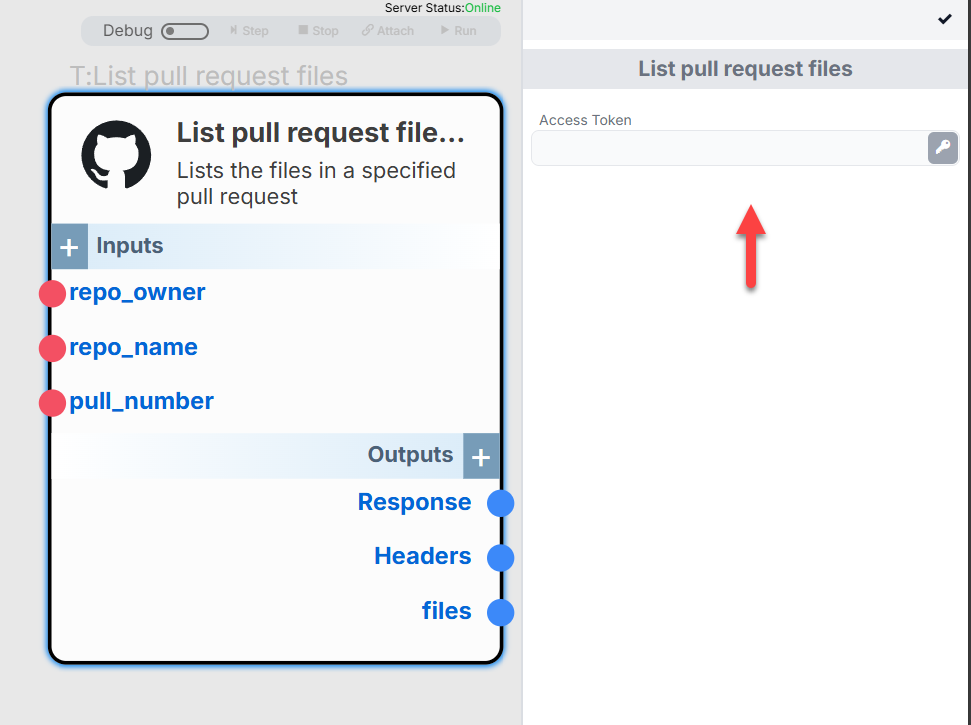 Server Status:Online
Debug Step Stop Attach Run
T:List pull request files
List pull request file...
Lists the files in a specified
pull request
+ Inputs
repo_owner
repo_name
pull_number
Outputs +
Response
Headers
files
List pull request files
Access Token